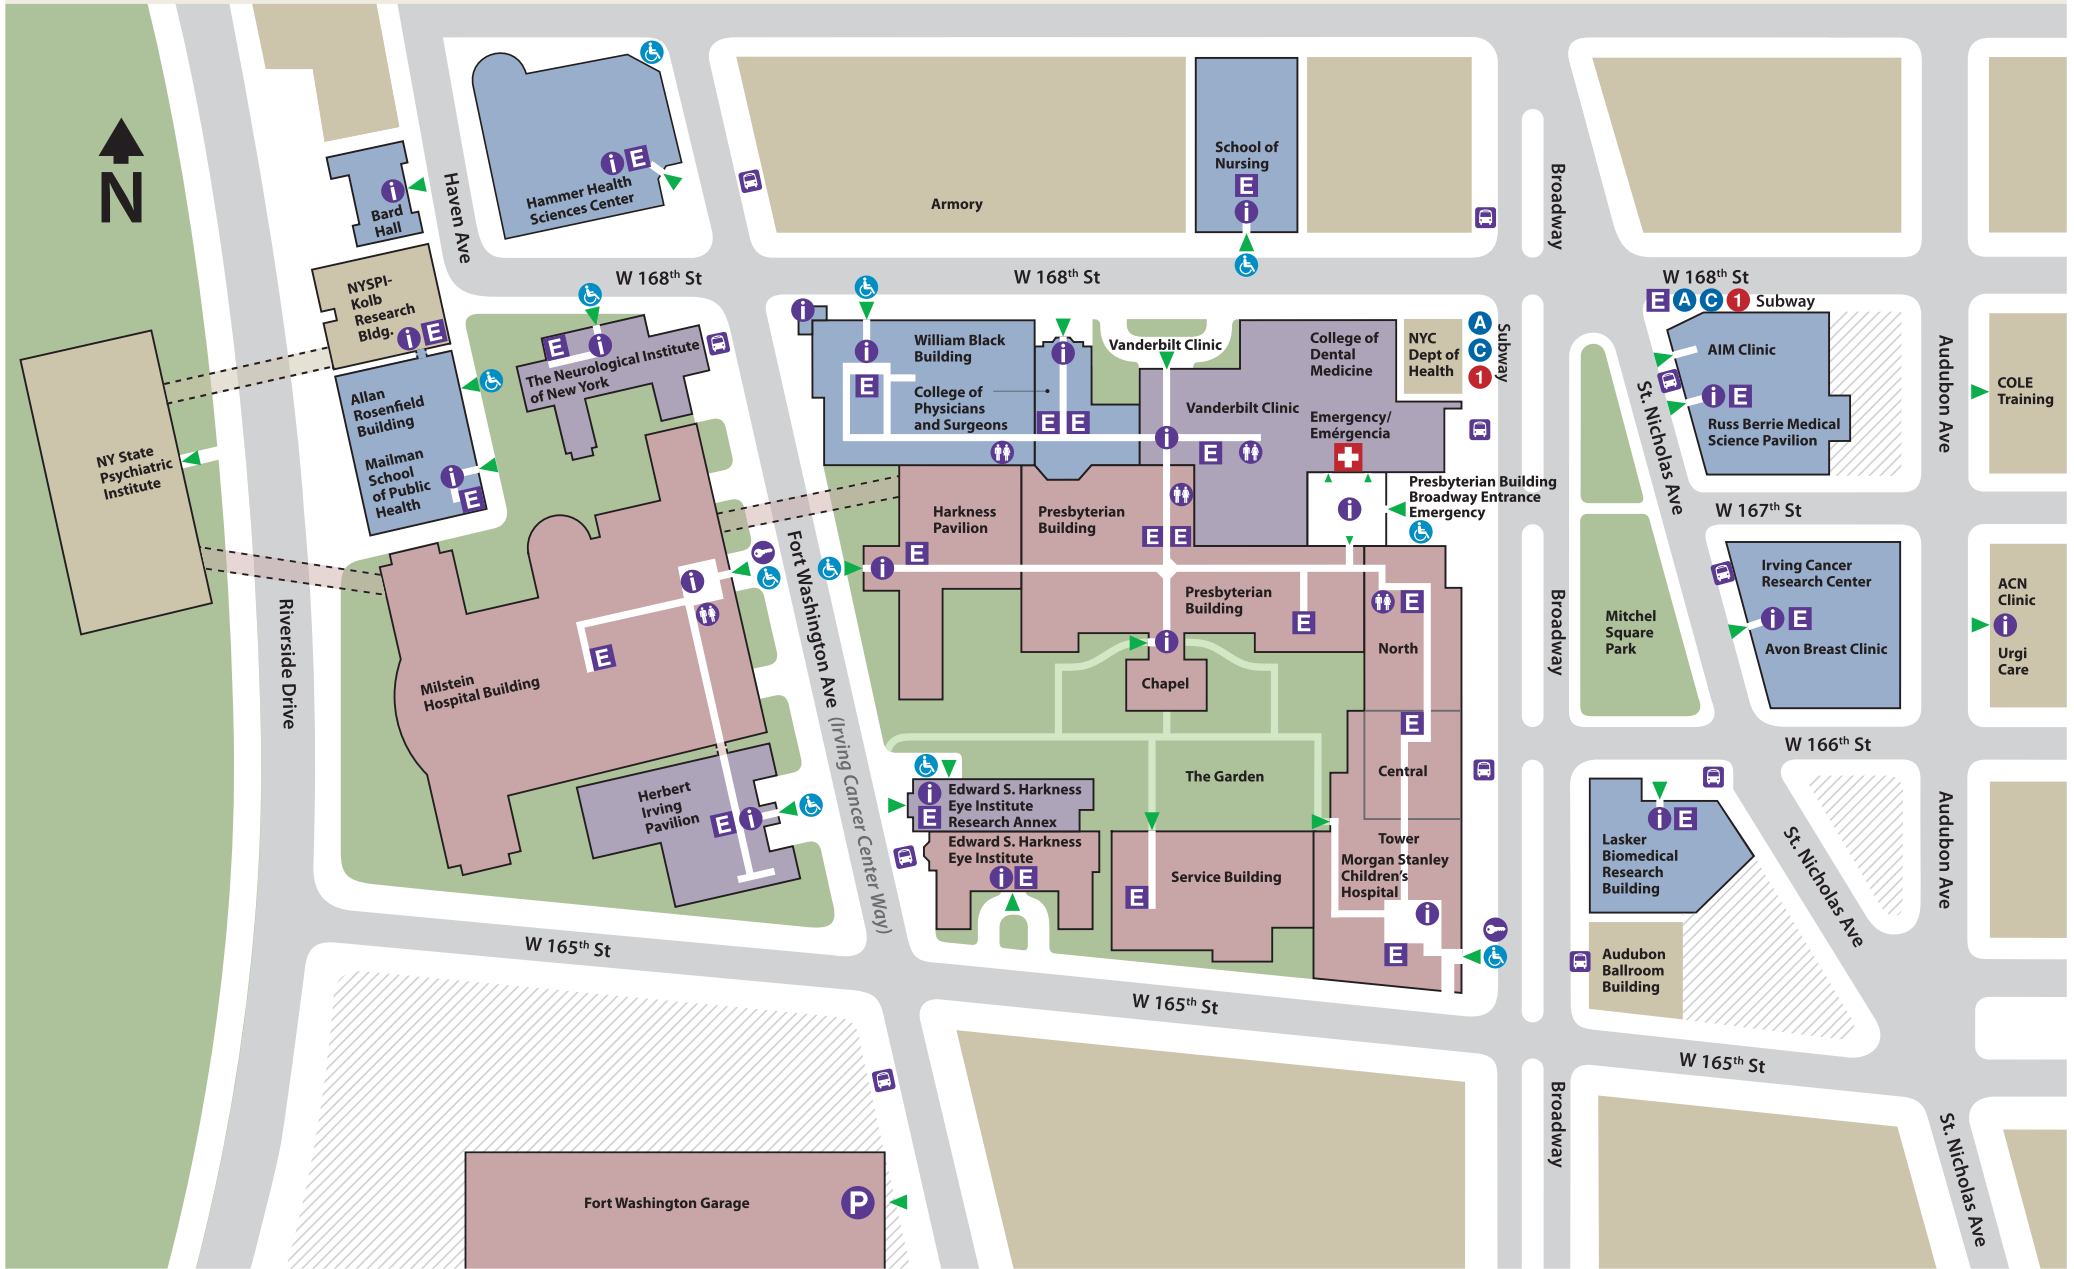 N
Haven Ave
Bard
Hall
Hammer Health
Sciences Center
i
E
Armory
School of
Nursing
E
i
Broadway
W 168th St
W 168th St
W 168th St
E A C 1 Subway
NYSPI-
Kolb
Research
Bldg.
i
E
Allan
Rosenfield
Building
Mailman
School
of Public
Health
i
E
NY State
Psychiatric
Institute
E
i
The Neurological Institute
of New York
William Black
Building
College of
Physicians
and Surgeons
i
i
E
i
E E
Vanderbilt Clinic
Vanderbilt Clinic
i
E
College of
Dental
Medicine
NYC
Dept of
Health
A
C
1
Subway
Emergency/
Emérgencia
Presbyterian Building
Broadway Entrance
Emergency
i
AIM Clinic
i E
Russ Berrie Medical
Science Pavilion
St. Nicholas Ave
Audubon Ave
COLE
Training
W 167th St
Harkness
Pavilion
E
i
Presbyterian
Building
E E
Presbyterian
Building
E
E
North
Fort Washington Ave (Irving Cancer Center Way)
Riverside Drive
i
E
Milstein
Hospital Building
i
Chapel
The Garden
E
Central
Broadway
Mitchel
Square
Park
Irving Cancer
Research Center
i E
Avon Breast Clinic
ACN
Clinic
i
Urgi
Care
W 166th St
Herbert
Irving
Pavilion
E
i
i
E
Edward S. Harkness
Eye Institute
Research Annex
Edward S. Harkness
Eye Institute
i E
Service Building
E
Tower
Morgan Stanley
Children's
Hospital
i
E
i E
Lasker
Biomedical
Research
Building
Audubon
Ballroom
Building
St. Nicholas Ave
Audubon Ave
W 165th St
W 165th St
W 165th St
Broadway
St. Nicholas Ave
Fort Washington Garage
P